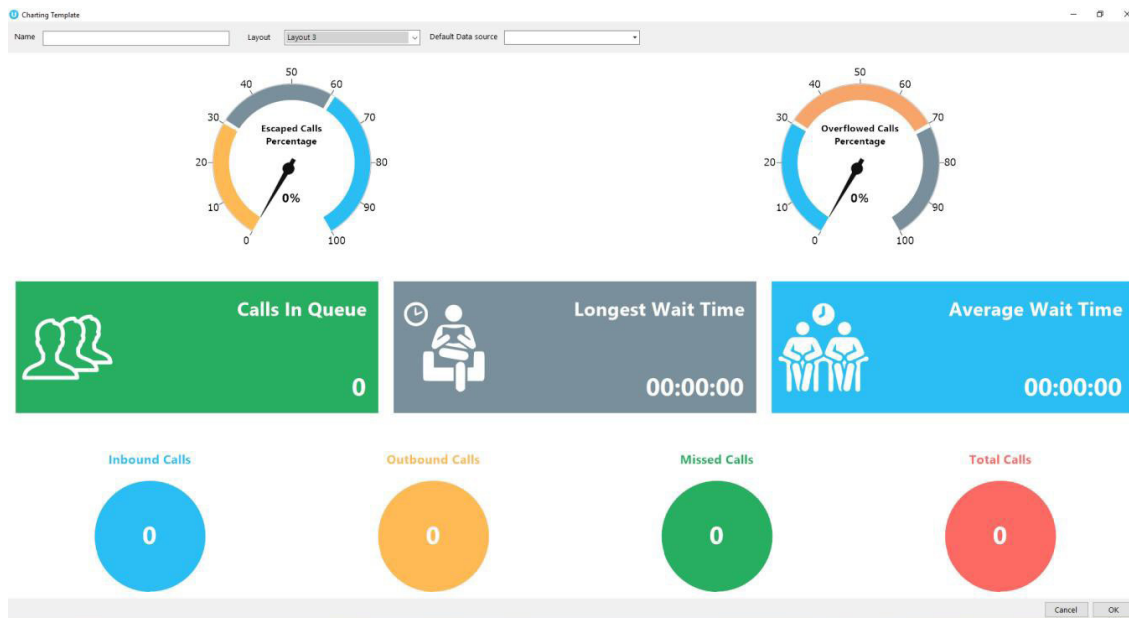 Charting Template
Name Layout Layout 3 Default Data source
50
40 60
30 70
Escaped Calls
Percentage
20 80
0%
10 90
0 100
50
40 60
30 70
Overflowed Calls
Percentage
20 80
0%
10 90
0 100
Calls In Queue
0
Longest Wait Time
00:00:00
Average Wait Time
00:00:00
Inbound Calls
0
Outbound Calls
0
Missed Calls
0
Total Calls
0
Cancel OK